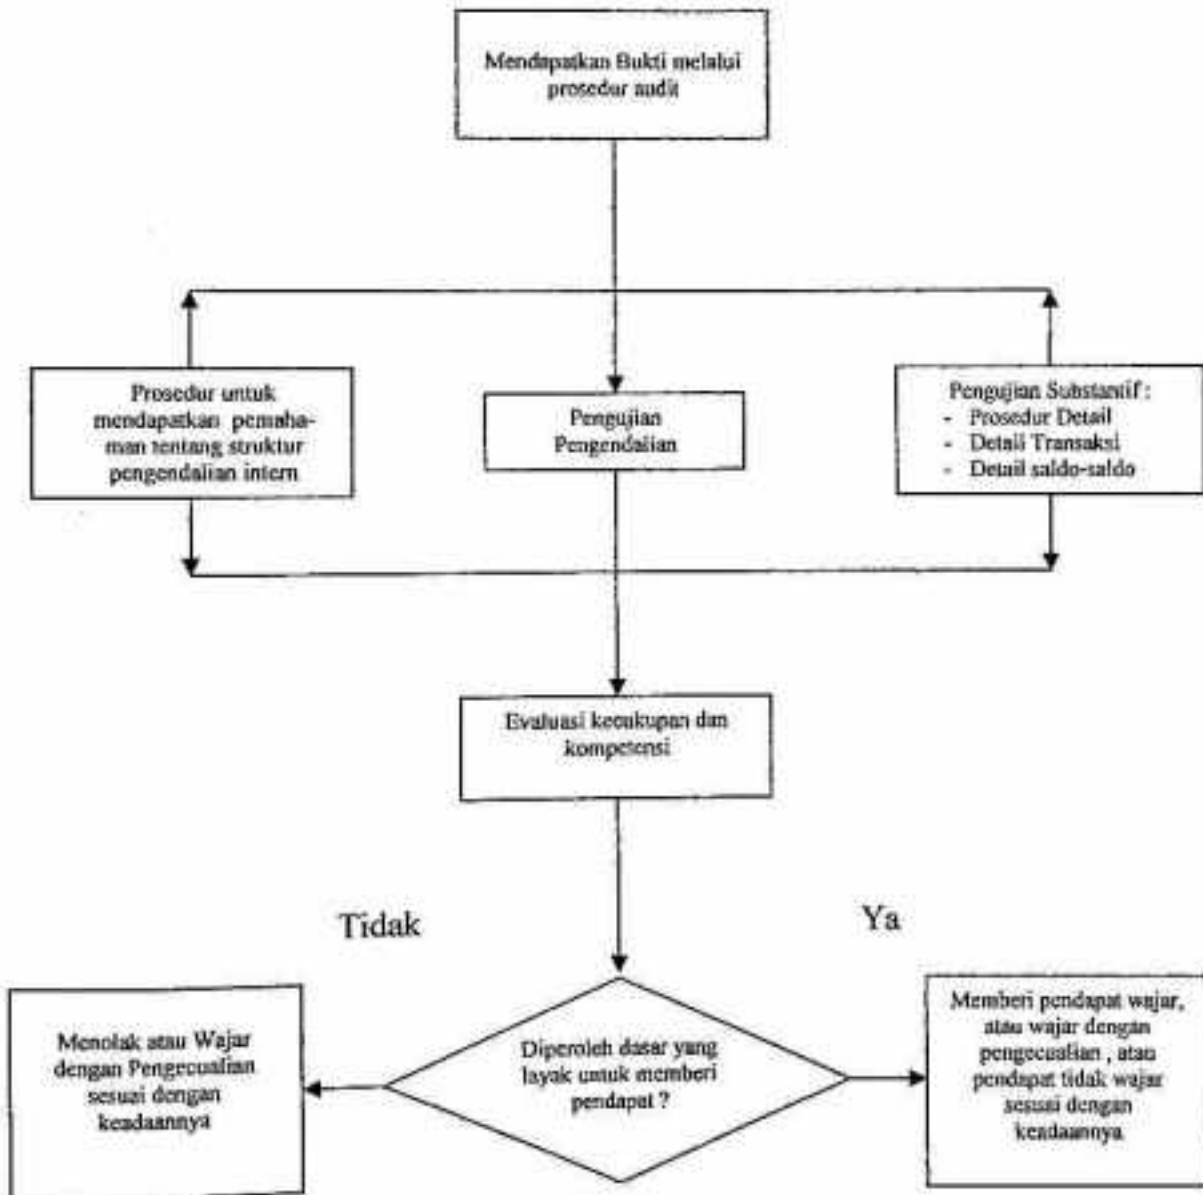 Mendapatkan Bukti melalui
prosedur audit
Prosedur untuk
mendapatkan pemaha-
man tentang struktur
pengendalian intern
Pengujian
Pengendalian
Pengujian Substantif :
- Prosedur Detail
- Detail Transaksi
- Detail saldo-saldo
Evaluasi kecukupan dan
kompetensi
Tidak
Ya
Menolak atau Wajar
dengan Pengecualian
sesuai dengan
keadaannya
Diperoleh dasar yang
layak untuk memberi
pendapat ?
Memberi pendapat wajar,
atau wajar dengan
pengecualian , atau
pendapat tidak wajar
sesuai dengan
keadaannya